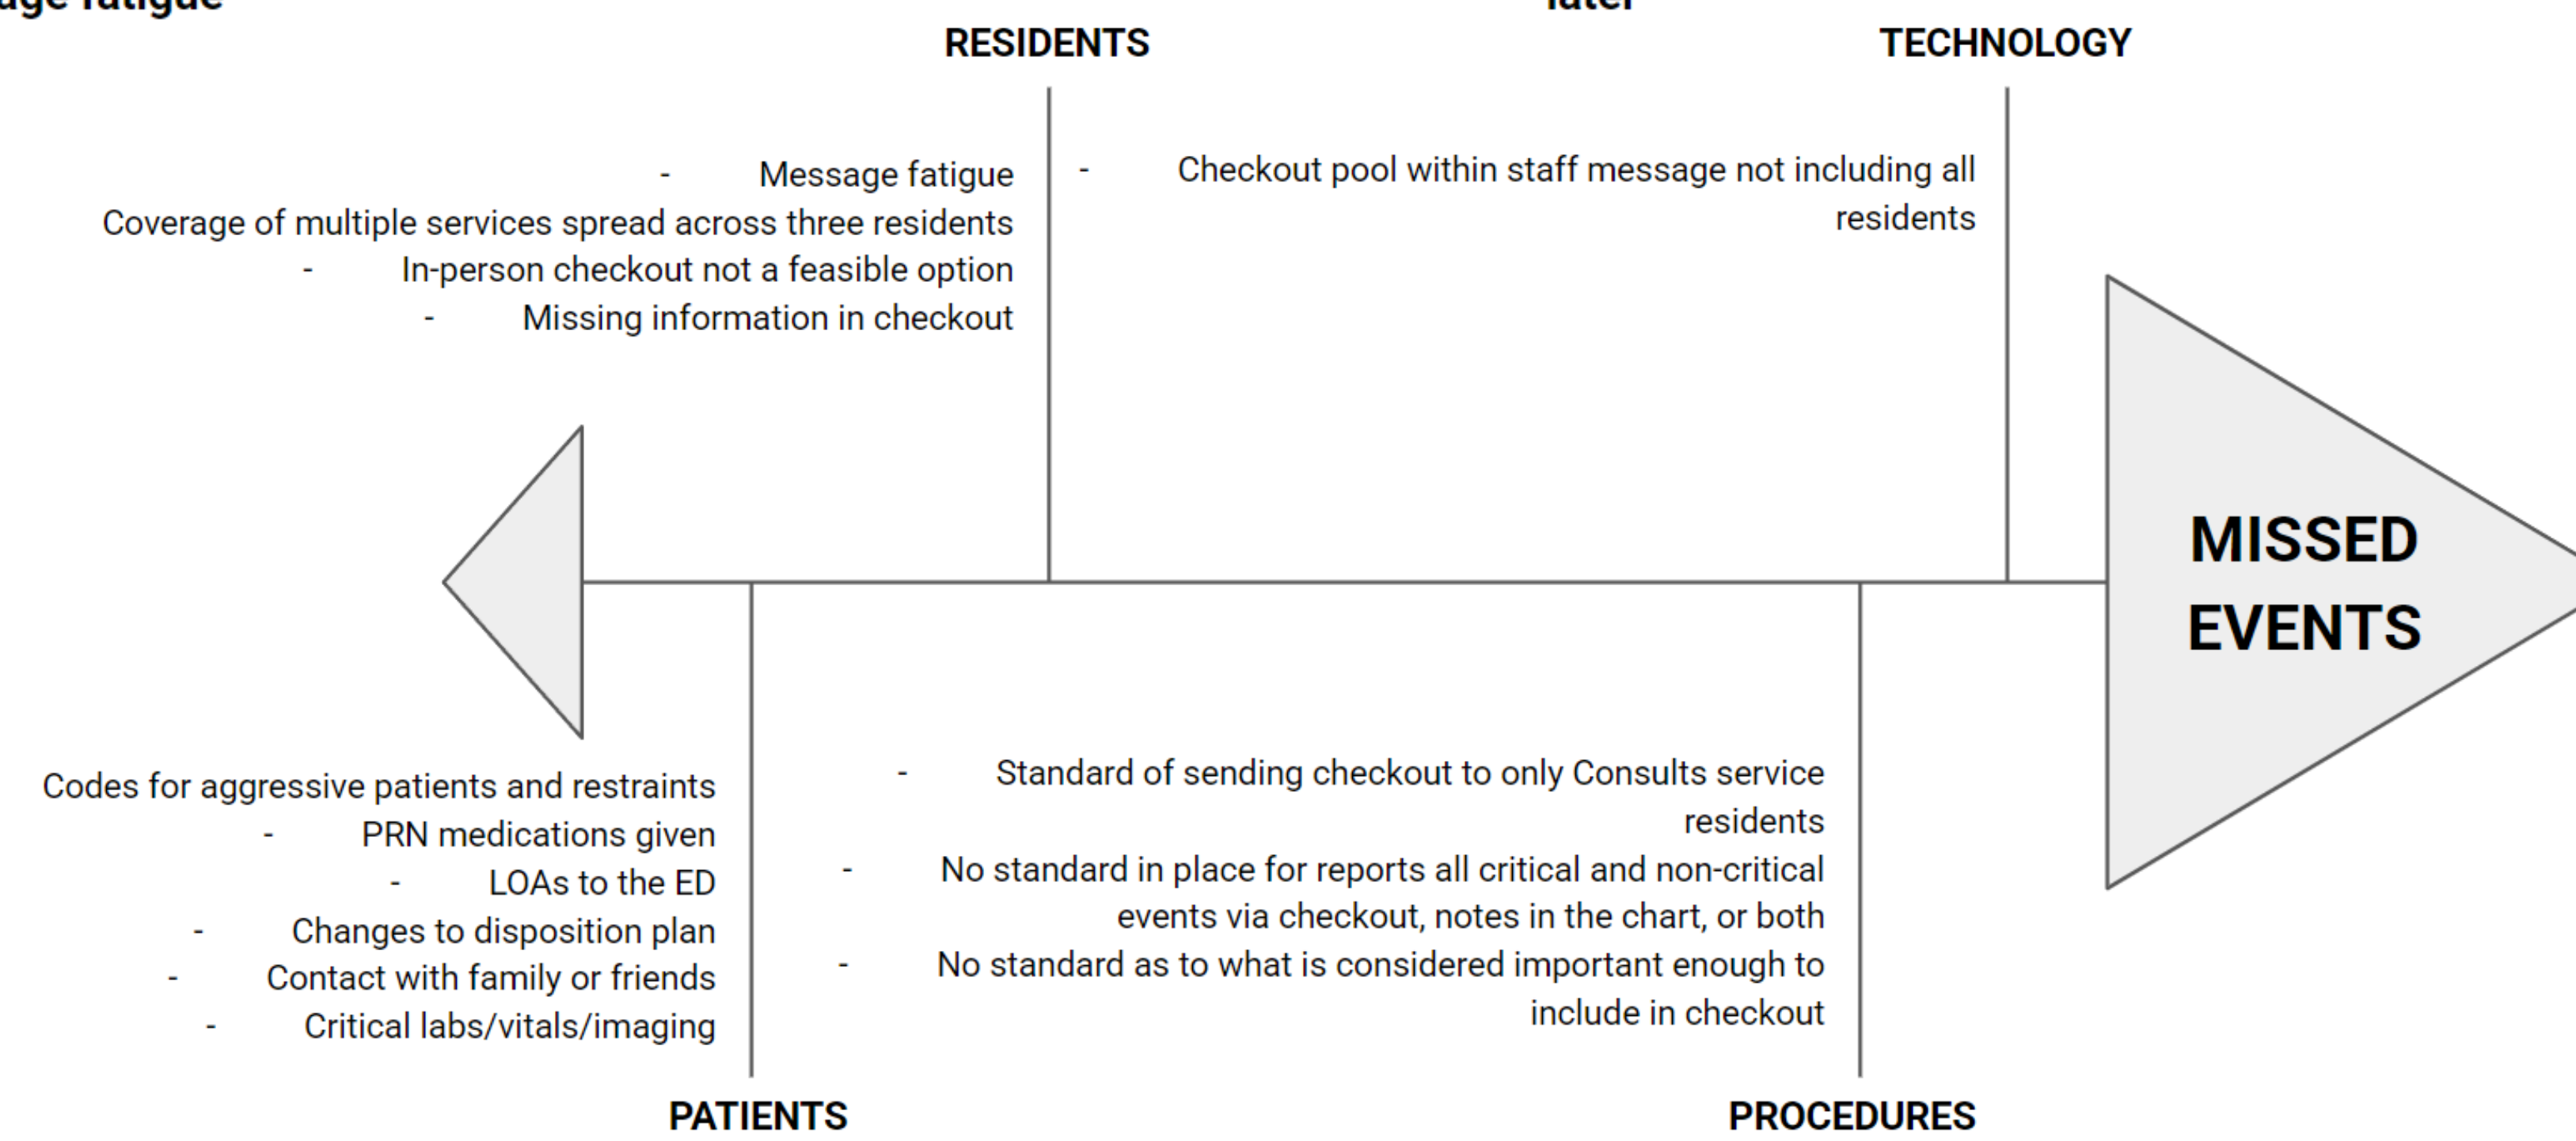 age fatigue
later
RESIDENTS
TECHNOLOGY
- Message fatigue
Coverage of multiple services spread across three residents
- In-person checkout not a feasible option
- Missing information in checkout
- Checkout pool within staff message not including all
residents
MISSED
EVENTS
Codes for aggressive patients and restraints
- PRN medications given
- LOAs to the ED
- Changes to disposition plan
- Contact with family or friends
- Critical labs/vitals/imaging
- Standard of sending checkout to only Consults service
residents
- No standard in place for reports all critical and non-critical
events via checkout, notes in the chart, or both
- No standard as to what is considered important enough to
include in checkout
PATIENTS
PROCEDURES